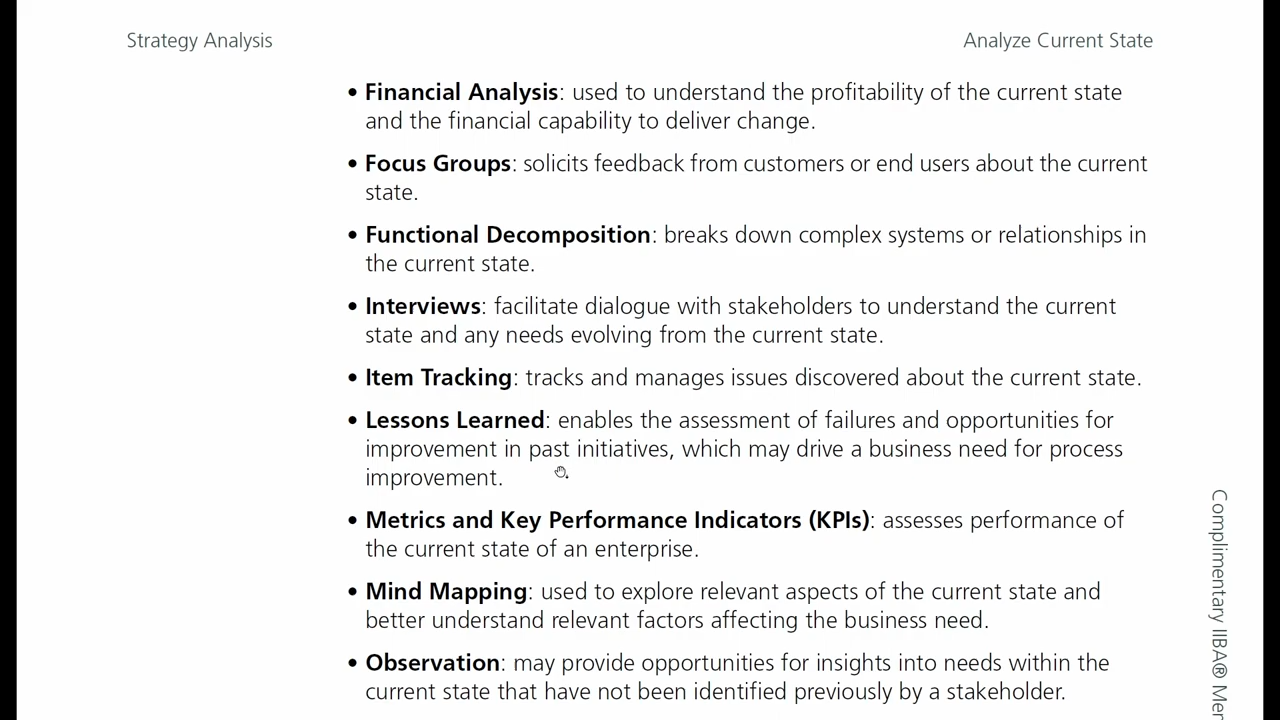 Strategy Analysis
Analyze Current State
• Financial Analysis: used to understand the profitability of the current state
and the financial capability to deliver change.
• Focus Groups: solicits feedback from customers or end users about the current
state.
• Functional Decomposition: breaks down complex systems or relationships in
the current state.
• Interviews: facilitate dialogue with stakeholders to understand the current
state and any needs evolving from the current state.
• Item Tracking: tracks and manages issues discovered about the current state.
• Lessons Learned: enables the assessment of failures and opportunities for
improvement in past initiatives, which may drive a business need for process
improvement.
• Metrics and Key Performance Indicators (KPIs): assesses performance of
the current state of an enterprise.
• Mind Mapping: used to explore relevant aspects of the current state and
better understand relevant factors affecting the business need.
• Observation: may provide opportunities for insights into needs within the
current state that have not been identified previously by a stakeholder.
Complimentary IIBA®